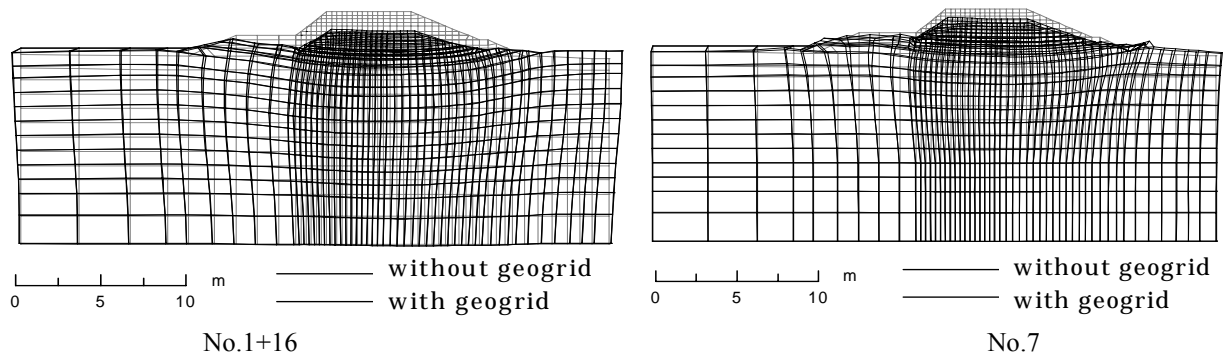 without geogrid
m
0 5 10
with geogrid
No.1+16
without geogrid
m
0 5 10
with geogrid
No.7